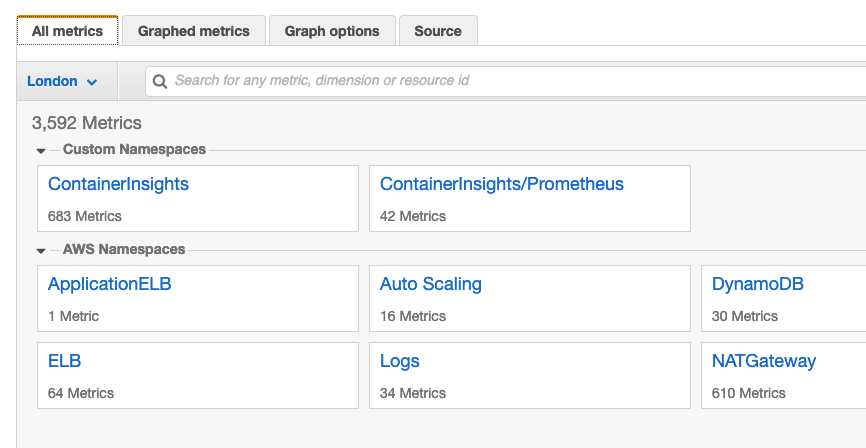 All metrics Graphed metrics Graph options Source
London Search for any metric, dimension or resource id
3,592 Metrics
Custom Namespaces
ContainerInsights ContainerInsights/Prometheus
683 Metrics 42 Metrics
AWS Namespaces
ApplicationELB Auto Scaling DynamoDB
1 Metric 16 Metrics 30 Metrics
ELB Logs NATGateway
64 Metrics 34 Metrics 610 Metrics